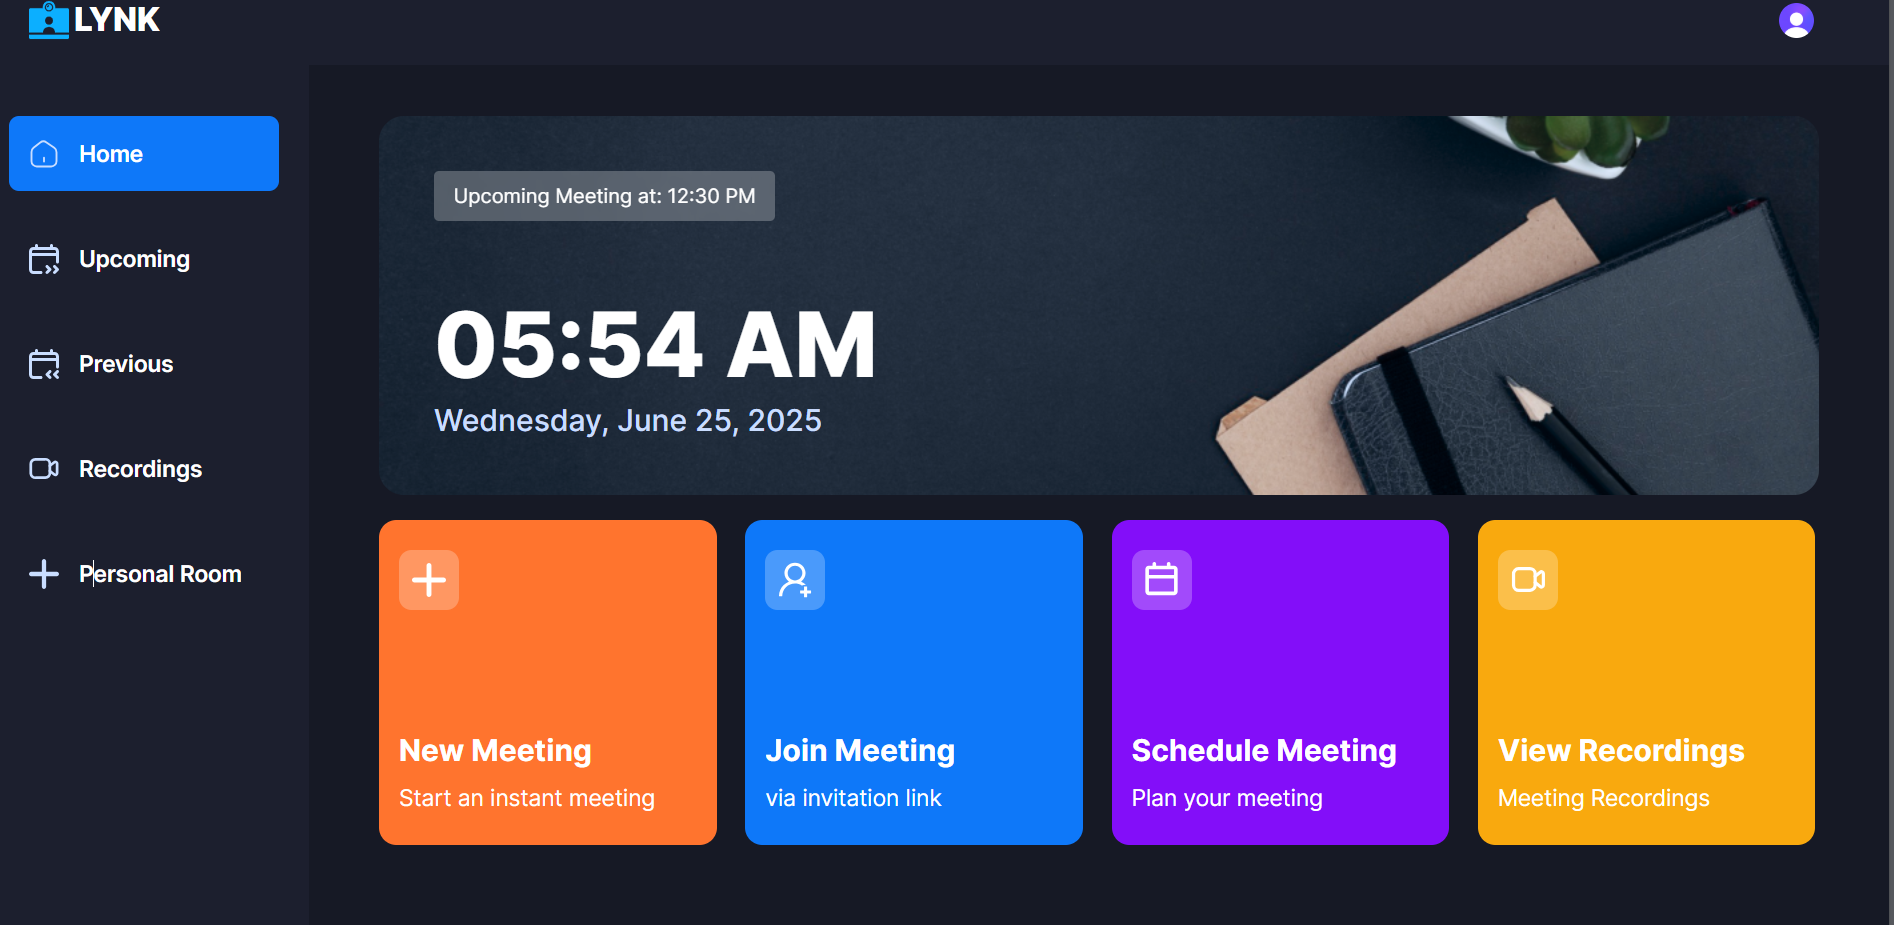 LYNK
Home
Upcoming
Previous
Recordings
Personal Room
Upcoming Meeting at: 12:30 PM
05:54 AM
Wednesday, June 25, 2025
New Meeting
Start an instant meeting
Join Meeting
via invitation link
Schedule Meeting
Plan your meeting
View Recordings
Meeting Recordings